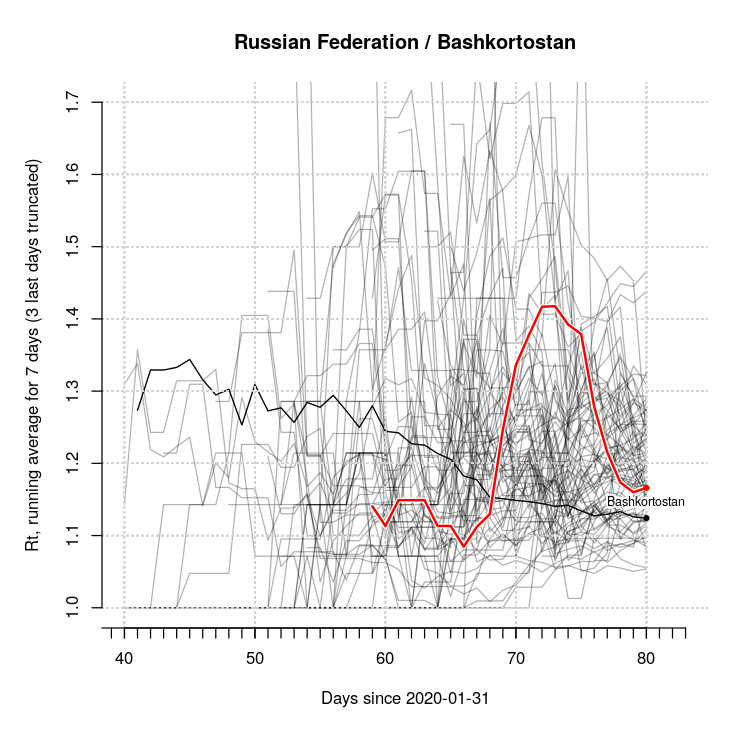 Russian Federation / Bashkortostan
Rt, running average for 7 days (3 last days truncated)
1.7
1.6
1.5
1.4
1.3
1.2
1.1
1.0
Bashkortostan
40 50 60 70 80
Days since 2020-01-31